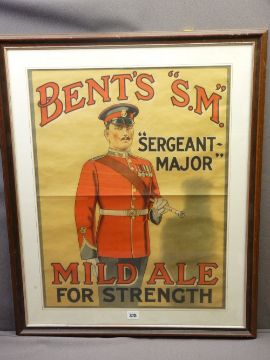 BENT'S "S.M."
"SERGEANT-
MAJOR"
MILD ALE
FOR STRENGTH